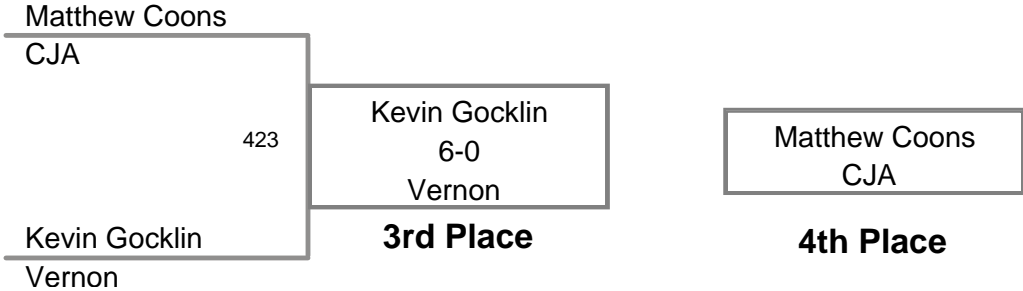 Matthew Coons
CJA
423
Kevin Gocklin
Vernon
Kevin Gocklin
6-0
Vernon
3rd Place
Matthew Coons
CJA
4th Place